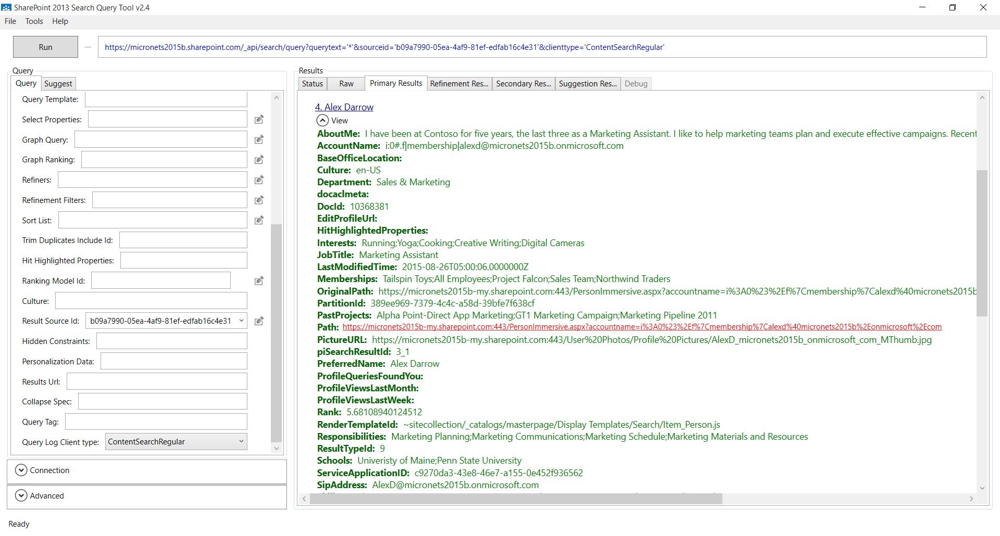 SharePoint 2013 Search Query Tool v2.4
File Tools Help
Run
https://micronets2015b.sharepoint.com/_api/search/query?querytext='*'&sourceid='b09a7990-05ea-4af9-81ef-edfab16c4e31'&clienttype='ContentSearchRegular'
Query
Query Suggest
Query Template:
Select Properties:
Graph Query:
Graph Ranking:
Refiners:
Refinement Filters:
Sort List:
Trim Duplicates Include Id:
Hit Highlighted Properties:
Ranking Model Id:
Culture:
Result Source Id: b09a7990-05ea-4af9-81ef-edfab16c4e31
Hidden Constraints:
Personalization Data:
Results Url:
Collapse Spec:
Query Tag:
Query Log Client type: ContentSearchRegular
Connection
Advanced
Ready
Results
Status Raw Primary Results Refinement Res... Secondary Res... Suggestion Res... Debug
4. Alex Darrow
View
AboutMe: I have been at Contoso for five years, the last three as a Marketing Assistant. I like to help marketing teams plan and execute effective campaigns. Recent
AccountName: i:0#.f|membership|alexd@micronets2015b.onmicrosoft.com
BaseOfficeLocation:
Culture: en-US
Department: Sales & Marketing
docaclmeta:
DocId: 10368381
EditProfileUrl:
HitHighlightedProperties:
Interests: Running;Yoga;Cooking;Creative Writing;Digital Cameras
JobTitle: Marketing Assistant
LastModifiedTime: 2015-08-26T05:00:06.0000000Z
Memberships: Tailspin Toys;All Employees;Project Falcon;Sales Team;Northwind Traders
OriginalPath: https://micronets2015b-my.sharepoint.com:443/PersonImmersive.aspx?accountname=i%3A0%23%2Ef%7Cmembership%7Calexd%40micronets2015b
PartitionId: 389ee969-7379-4c4c-a58d-39bfe7f638cf
PastProjects: Alpha Point-Direct App Marketing;GT1 Marketing Campaign;Marketing Pipeline 2011
Path: https://micronets2015b-my.sharepoint.com:443/PersonImmersive.aspx?accountname=i%3A0%23%2Ef%7Cmembership%7Calexd%40micronets2015b%2Eonmicrosoft%2Ecom
PictureURL: https://micronets2015b-my.sharepoint.com:443/User%20Photos/Profile%20Pictures/AlexD_micronets2015b_onmicrosoft_com_MThumb.jpg
piSearchResultId: 3_1
PreferredName: Alex Darrow
ProfileQueriesFoundYou:
ProfileViewsLastMonth:
ProfileViewsLastWeek:
Rank: 5.68108940124512
RenderTemplateId: ~sitecollection/_catalogs/masterpage/Display Templates/Search/Item_Person.js
Responsibilities: Marketing Planning;Marketing Communications;Marketing Schedule;Marketing Materials and Resources
ResultTypeId: 9
Schools: Univeristy of Maine;Penn State University
ServiceApplicationID: c9270da3-43e8-46e7-a155-0e452f936562
SipAddress: AlexD@micronets2015b.onmicrosoft.com